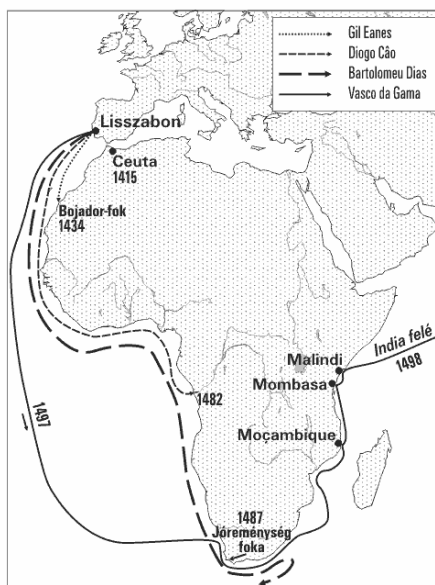 Gil Eanes
Diogo Câo
Bartolomeu Dias
Vasco da Gama
Lisszabon
Ceuta
1415
Bojador-fok
1434
India felé
1498
Malindi
Mombasa
1482
1497
Moçambique
1487
Jóreménység
foka